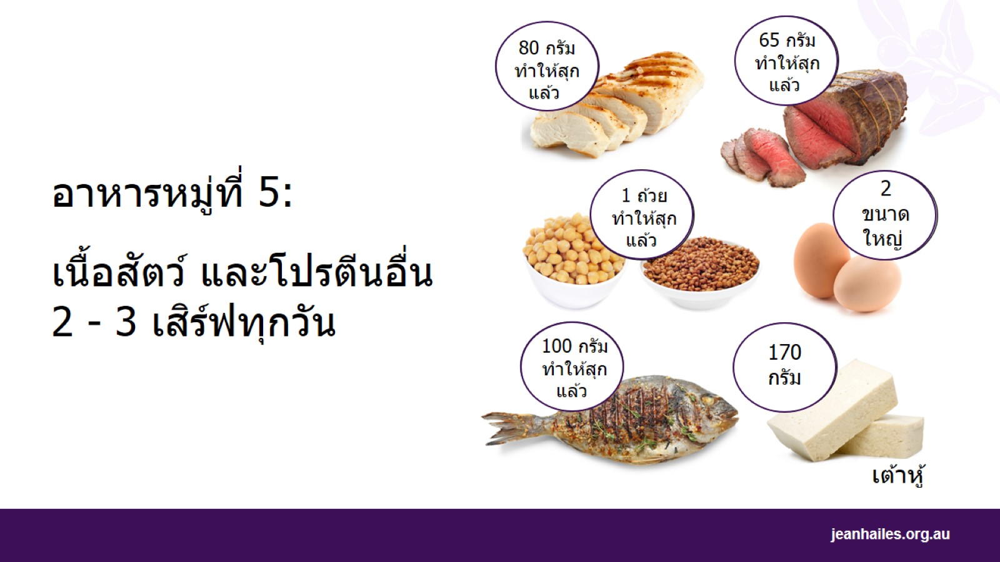 อาหารหมู่ที่ 5:
เนื้อสัตว์ และโปรตีนอื่น
2 - 3 เสิร์ฟทุกวัน
80 กรัม
ทำให้สุก
แล้ว
65 กรัม
ทำให้สุก
แล้ว
1 ถ้วย
ทำให้สุก
แล้ว
2
ขนาด
ใหญ่
100 กรัม
ทำให้สุก
แล้ว
170
กรัม
เต้าหู้
jeanhailes.org.au